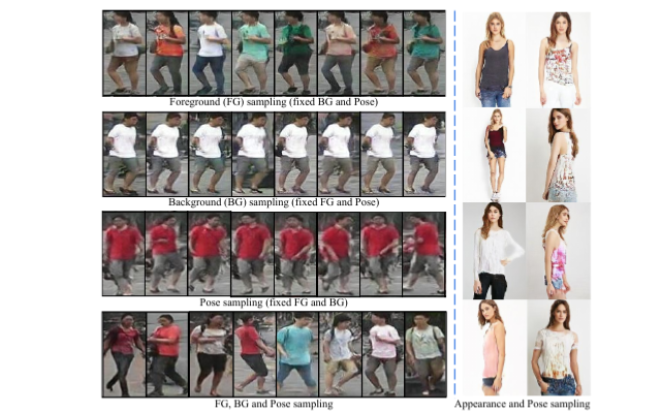 Foreground (FG) sampling (fixed BG and Pose)
Background (BG) sampling (fixed FG and Pose)
Pose sampling (fixed FG and BG)
FG, BG and Pose sampling
Appearance and Pose sampling